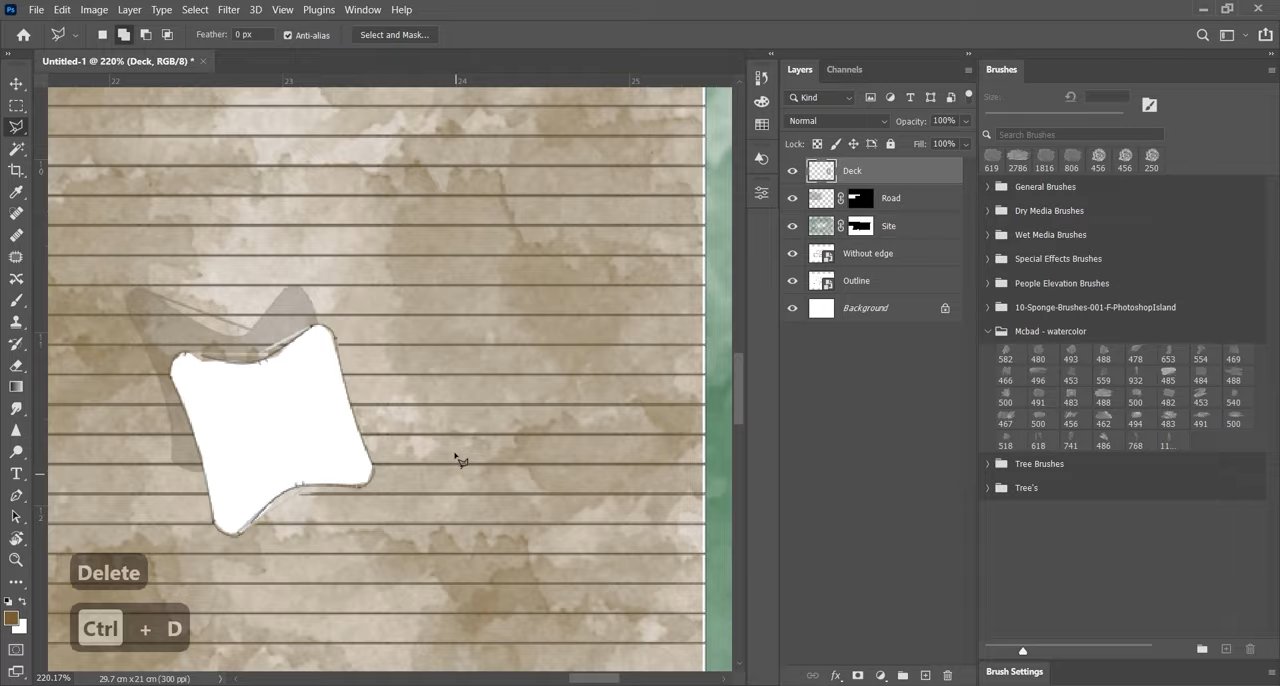 Ps File Edit Image Layer Type Select Filter 3D View Plugins Window Help
Feather: 0 px Anti-alias Select and Mask...
Untitled-1 @ 220% (Deck, RGB/8) *
22 23 24 25
Layers Channels
Kind
Normal Opacity: 100%
Lock: Fill: 100%
Deck
Road
Site
Without edge
Outline
Background
Brushes
Size:
Search Brushes
619 2786 1816 806 456 456 250
General Brushes
Dry Media Brushes
Wet Media Brushes
Special Effects Brushes
People Elevation Brushes
10-Sponge-Brushes-001-F-PhotoshopIsland
Mcbad - watercolor
582 480 493 488 478 653 554 469
466 496 453 559 932 485 484 488
500 491 483 488 500 482 453 540
467 500 456 462 494 483 491 500
518 618 741 486 768 11...
Tree Brushes
Tree's
Brush Settings
Delete
Ctrl + D
220.17% 29.7 cm x 21 cm (300 ppi)